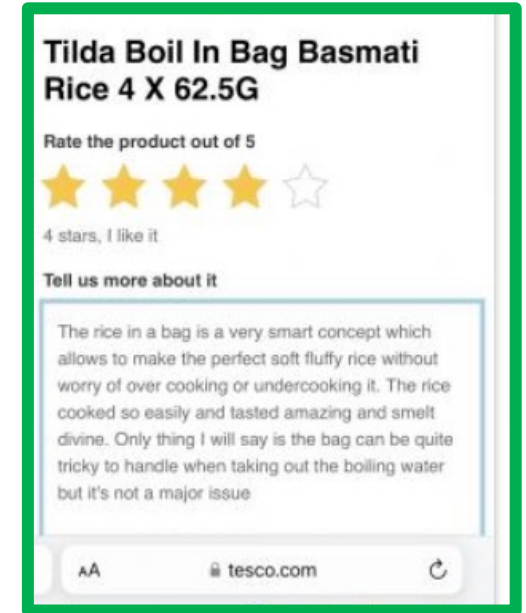 Tilda Boil In Bag Basmati
Rice 4 X 62.5G
Rate the product out of 5
4 stars, I like it
Tell us more about it
The rice in a bag is a very smart concept which
allows to make the perfect soft fluffy rice without
worry of over cooking or undercooking it. The rice
cooked so easily and tasted amazing and smelt
divine. Only thing I will say is the bag can be quite
tricky to handle when taking out the boiling water
but it's not a major issue
AA tesco.com